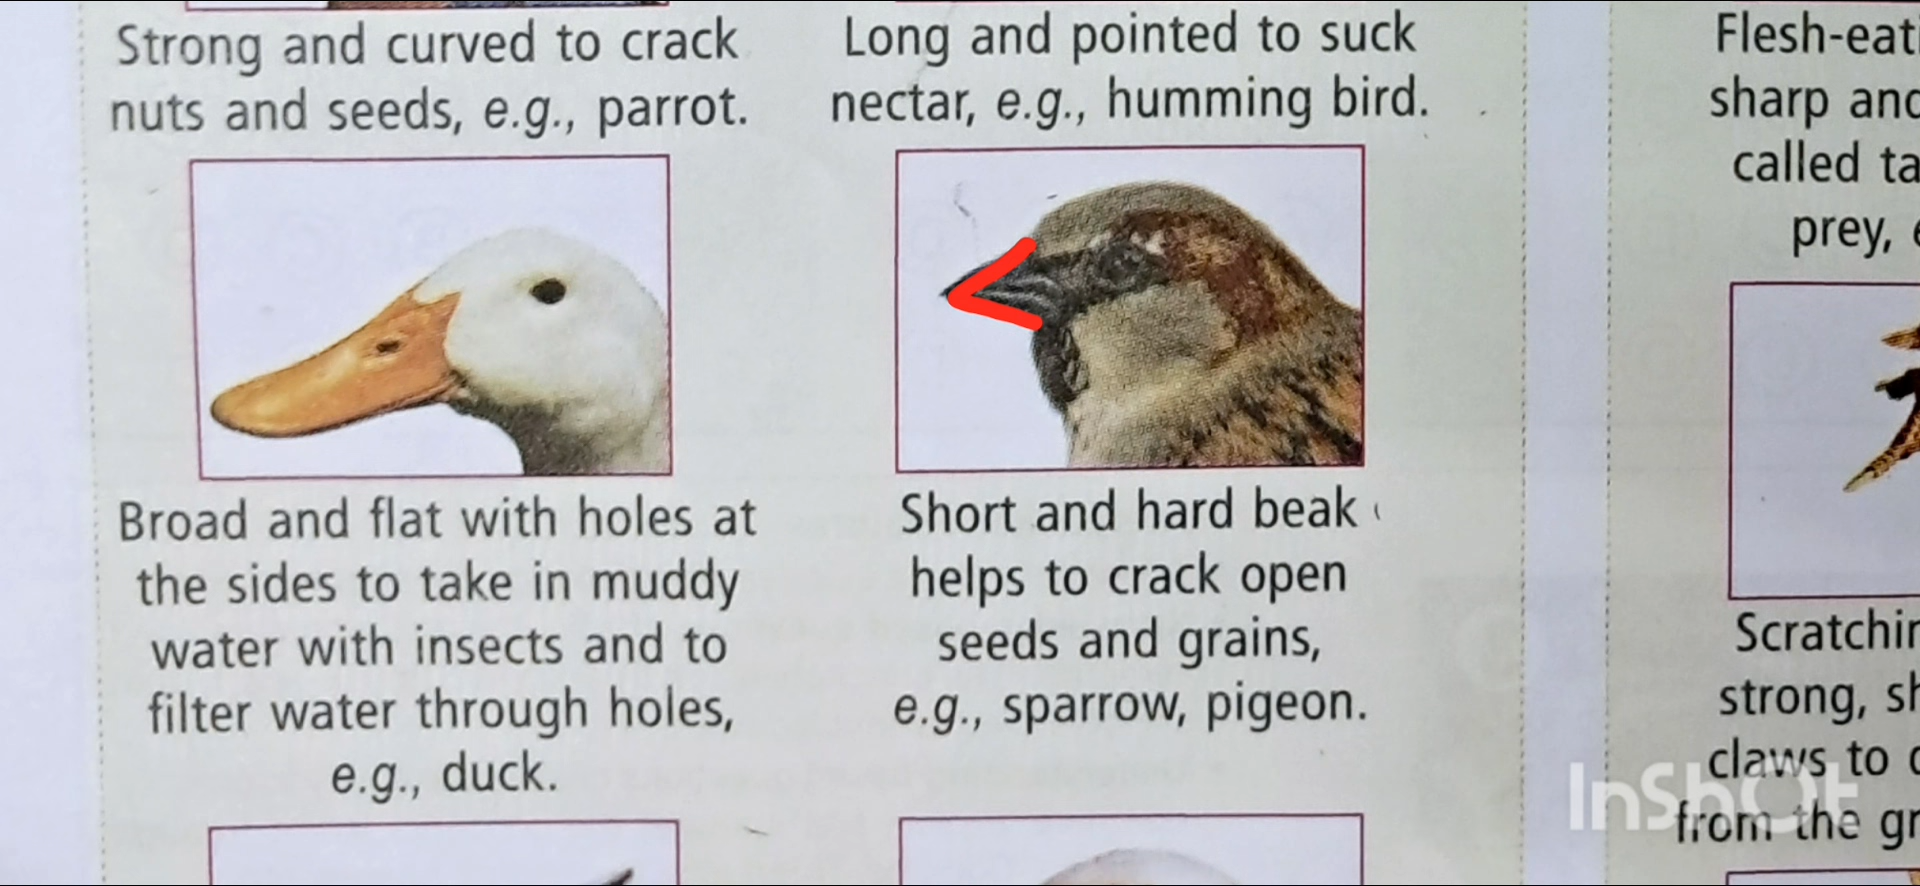 Strong and curved to crack
nuts and seeds, e.g., parrot.
Long and pointed to suck
nectar, e.g., humming bird.
Broad and flat with holes at
the sides to take in muddy
water with insects and to
filter water through holes,
e.g., duck.
Short and hard beak
helps to crack open
seeds and grains,
e.g., sparrow, pigeon.
Flesh-eat
sharp and
called ta
prey,
Scratchin
strong, sh
claws to
from the gr
InShOt